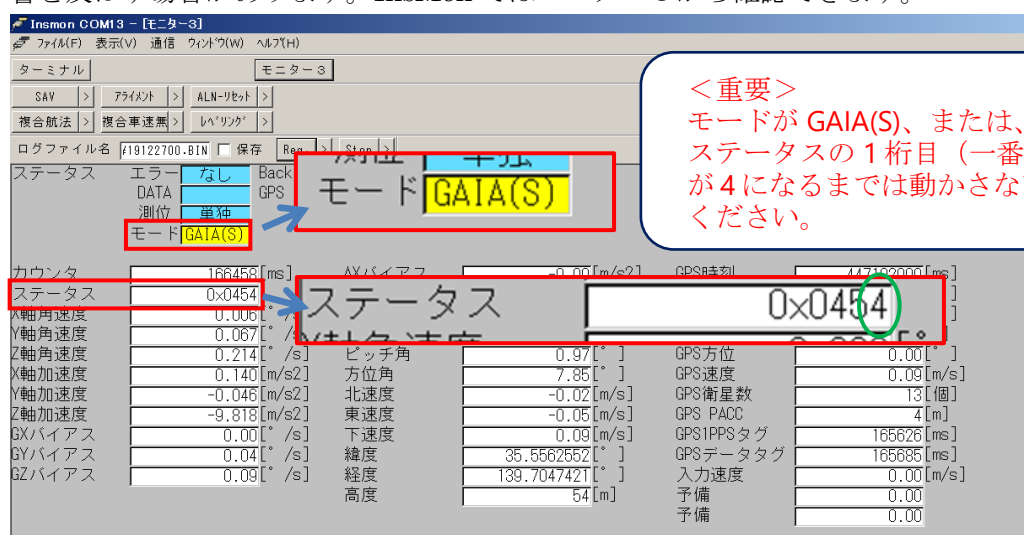 Insmon COM13 - [モニター3]
ファイル(F) 表示(V) 通信 ウィンドウ(W) ヘルプ(H)
ターミナル モニター3
SAV > アライメント > ALN-リセット >
複合航法 > 複合車速無 > レベリング >
ログファイル名 #19122700.BIN 保存 Reg. > Stop >
ステータス エラー なし Back
DATA GPS
測位 単独
モード GAIA(S)
モード GAIA(S)
<重要>
モードが GAIA(S)、または、
ステータスの 1 桁目(一番
が 4 になるまでは動かさな
ください。
カウンタ 166458 [ms] AXバイアス -0.00 [m/s2] GPS時刻 447192000 [ms]
ステータス 0x0454
ステータス 0x0454
X軸角速度 0.006 [°/s]
Y軸角速度 0.067 [°/s]
Z軸角速度 0.214 [°/s] ピッチ角 0.97 [°] GPS方位 0.00 [°]
X軸加速度 0.140 [m/s2] 方位角 7.85 [°] GPS速度 0.09 [m/s]
Y軸加速度 -0.046 [m/s2] 北速度 -0.02 [m/s] GPS衛星数 13 [個]
Z軸加速度 -9.818 [m/s2] 東速度 -0.05 [m/s] GPS PACC 4 [m]
GXバイアス 0.00 [°/s] 下速度 0.09 [m/s] GPS1PPSタグ 165626 [ms]
GYバイアス 0.04 [°/s] 緯度 35.5562552 [°] GPSデータタグ 165685 [ms]
GZバイアス 0.09 [°/s] 経度 139.7047421 [°] 入力速度 0.00 [m/s]
高度 54 [m] 予備 0.00
予備 0.00